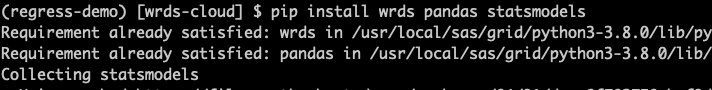 (regress-demo) [wrds-cloud] $ pip install wrds pandas statsmodels
Requirement already satisfied: wrds in /usr/local/sas/grid/python3-3.8.0/lib/py
Requirement already satisfied: pandas in /usr/local/sas/grid/python3-3.8.0/lib/
Collecting statsmodels